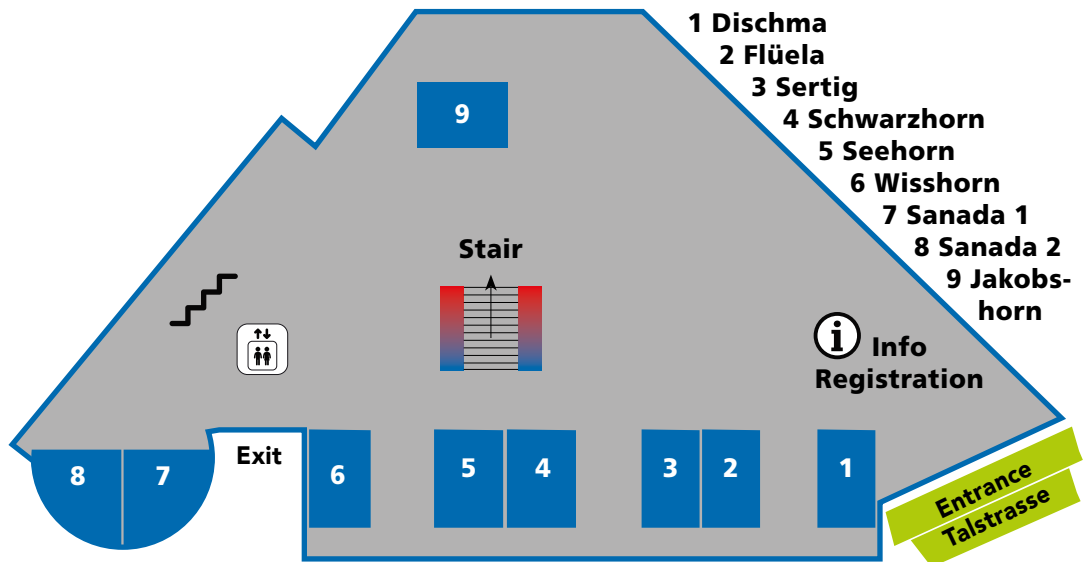 1 Dischma
2 Flüela
3 Sertig
4 Schwarzhorn
5 Seehorn
6 Wisshorn
7 Sanada 1
8 Sanada 2
9 Jakobs-
horn
9
Stair
i Info
Registration
Exit
8
7
6
5
4
3
2
1
Entrance
Talstrasse